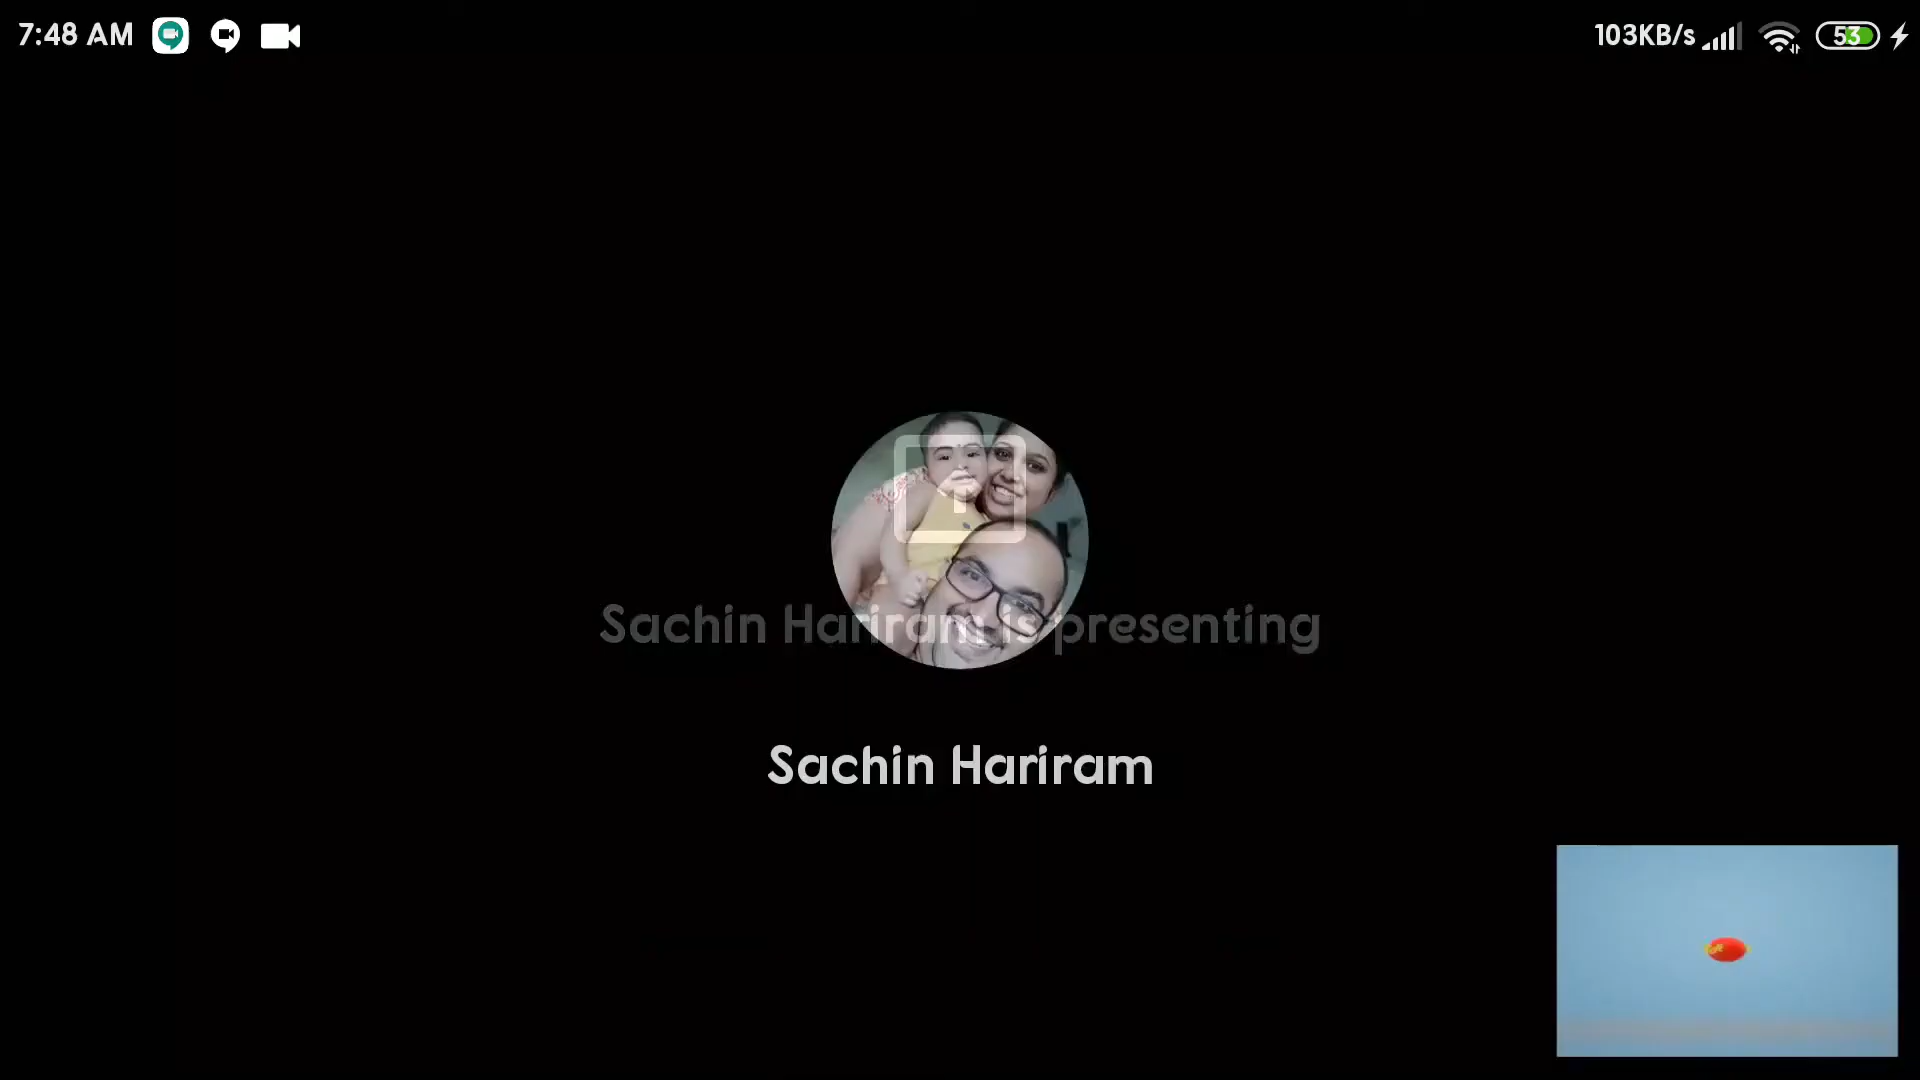 7:48 AM
103KB/s
53
Sachin Hariram is presenting
Sachin Hariram